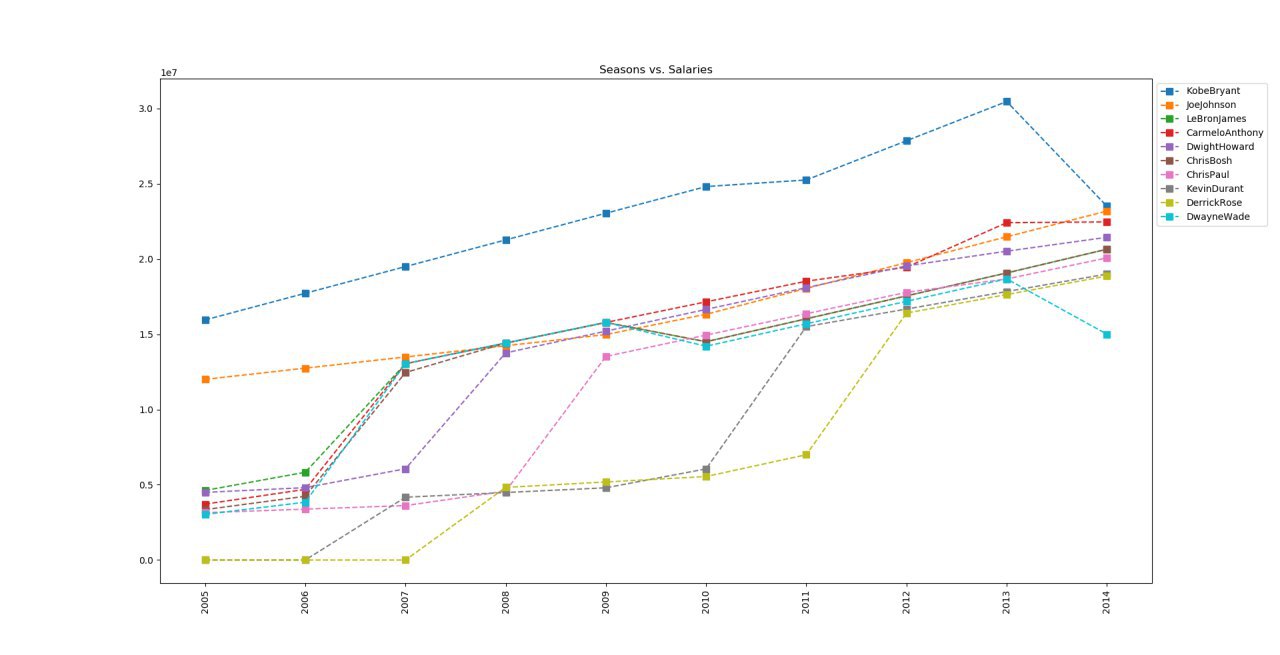 Seasons vs. Salaries
1e7
3.0
2.5
2.0
1.5
1.0
0.5
0.0
2005
2006
2007
2008
2009
2010
2011
2012
2013
2014
KobeBryant
JoeJohnson
LeBronJames
CarmeloAnthony
DwightHoward
ChrisBosh
ChrisPaul
KevinDurant
DerrickRose
DwayneWade